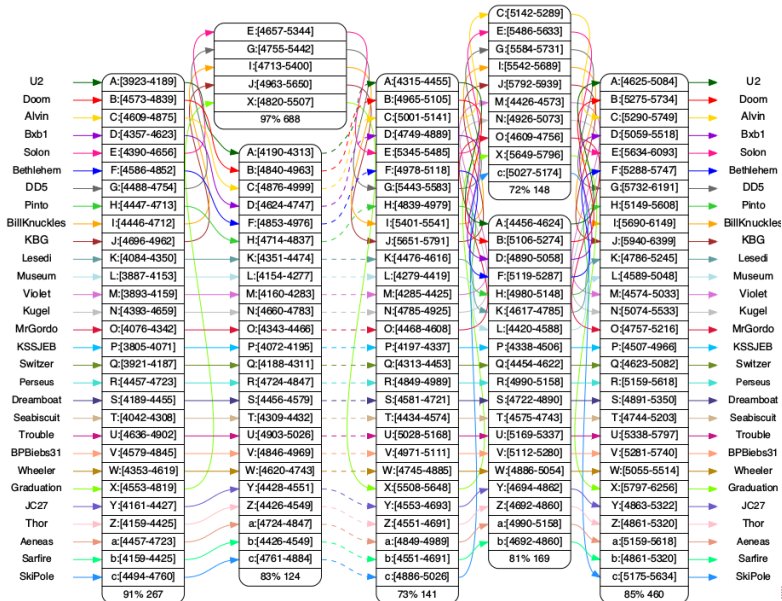 U2
Doom
Alvin
Bxb1
Solon
Bethlehem
DD5
Pinto
BillKnuckles
KBG
Lesedi
Museum
Violet
Kugel
MrGordo
KSSJEB
Switzer
Perseus
Dreamboat
Seabiscuit
Trouble
BPBiebs31
Wheeler
Graduation
JC27
Thor
Aeneas
Sarfire
SkiPole
A:[3923-4189]
B:[4573-4839]
C:[4609-4875]
D:[4357-4623]
E:[4390-4656]
F:[4586-4852]
G:[4488-4754]
H:[4447-4713]
I:[4446-4712]
J:[4696-4962]
K:[4084-4350]
L:[3887-4153]
M:[3893-4159]
N:[4393-4659]
O:[4076-4342]
P:[3805-4071]
Q:[3921-4187]
R:[4457-4723]
S:[4189-4455]
T:[4042-4308]
U:[4636-4902]
V:[4579-4845]
W:[4353-4619]
X:[4553-4819]
Y:[4161-4427]
Z:[4159-4425]
a:[4457-4723]
b:[4159-4425]
c:[4494-4760]
91% 267
E:[4657-5344]
G:[4755-5442]
I:[4713-5400]
J:[4963-5650]
X:[4820-5507]
97% 688
A:[4190-4313]
B:[4840-4963]
C:[4876-4999]
D:[4624-4747]
F:[4853-4976]
H:[4714-4837]
K:[4351-4474]
L:[4154-4277]
M:[4160-4283]
N:[4660-4783]
O:[4343-4466]
P:[4072-4195]
Q:[4188-4311]
R:[4724-4847]
S:[4456-4579]
T:[4309-4432]
U:[4903-5026]
V:[4846-4969]
W:[4620-4743]
Y:[4428-4551]
Z:[4426-4549]
a:[4724-4847]
b:[4426-4549]
c:[4761-4884]
83% 124
A:[4315-4455]
B:[4965-5105]
C:[5001-5141]
D:[4749-4889]
E:[5345-5485]
F:[4978-5118]
G:[5443-5583]
H:[4839-4979]
I:[5401-5541]
J:[5651-5791]
K:[4476-4616]
L:[4279-4419]
M:[4285-4425]
N:[4785-4925]
O:[4468-4608]
P:[4197-4337]
Q:[4313-4453]
R:[4849-4989]
S:[4581-4721]
T:[4434-4574]
U:[5028-5168]
V:[4971-5111]
W:[4745-4885]
X:[5508-5648]
Y:[4553-4693]
Z:[4551-4691]
a:[4849-4989]
b:[4551-4691]
c:[4886-5026]
73% 141
C:[5142-5289]
E:[5486-5633]
G:[5584-5731]
I:[5542-5689]
J:[5792-5939]
M:[4426-4573]
N:[4926-5073]
O:[4609-4756]
X:[5649-5796]
c:[5027-5174]
72% 148
A:[4456-4624]
B:[5106-5274]
D:[4890-5058]
F:[5119-5287]
H:[4980-5148]
K:[4617-4785]
L:[4420-4588]
P:[4338-4506]
Q:[4454-4622]
R:[4990-5158]
S:[4722-4890]
T:[4575-4743]
U:[5169-5337]
V:[5112-5280]
W:[4886-5054]
Y:[4694-4862]
Z:[4692-4860]
a:[4990-5158]
b:[4692-4860]
81% 169
A:[4625-5084]
B:[5275-5734]
C:[5290-5749]
D:[5059-5518]
E:[5634-6093]
F:[5288-5747]
G:[5732-6191]
H:[5149-5608]
I:[5690-6149]
J:[5940-6399]
K:[4786-5245]
L:[4589-5048]
M:[4574-5033]
N:[5074-5533]
O:[4757-5216]
P:[4507-4966]
Q:[4623-5082]
R:[5159-5618]
S:[4891-5350]
T:[4744-5203]
U:[5338-5797]
V:[5281-5740]
W:[5055-5514]
X:[5797-6256]
Y:[4863-5322]
Z:[4861-5320]
a:[5159-5618]
b:[4861-5320]
c:[5175-5634]
85% 460
U2
Doom
Alvin
Bxb1
Solon
Bethlehem
DD5
Pinto
BillKnuckles
KBG
Lesedi
Museum
Violet
Kugel
MrGordo
KSSJEB
Switzer
Perseus
Dreamboat
Seabiscuit
Trouble
BPBiebs31
Wheeler
Graduation
JC27
Thor
Aeneas
Sarfire
SkiPole